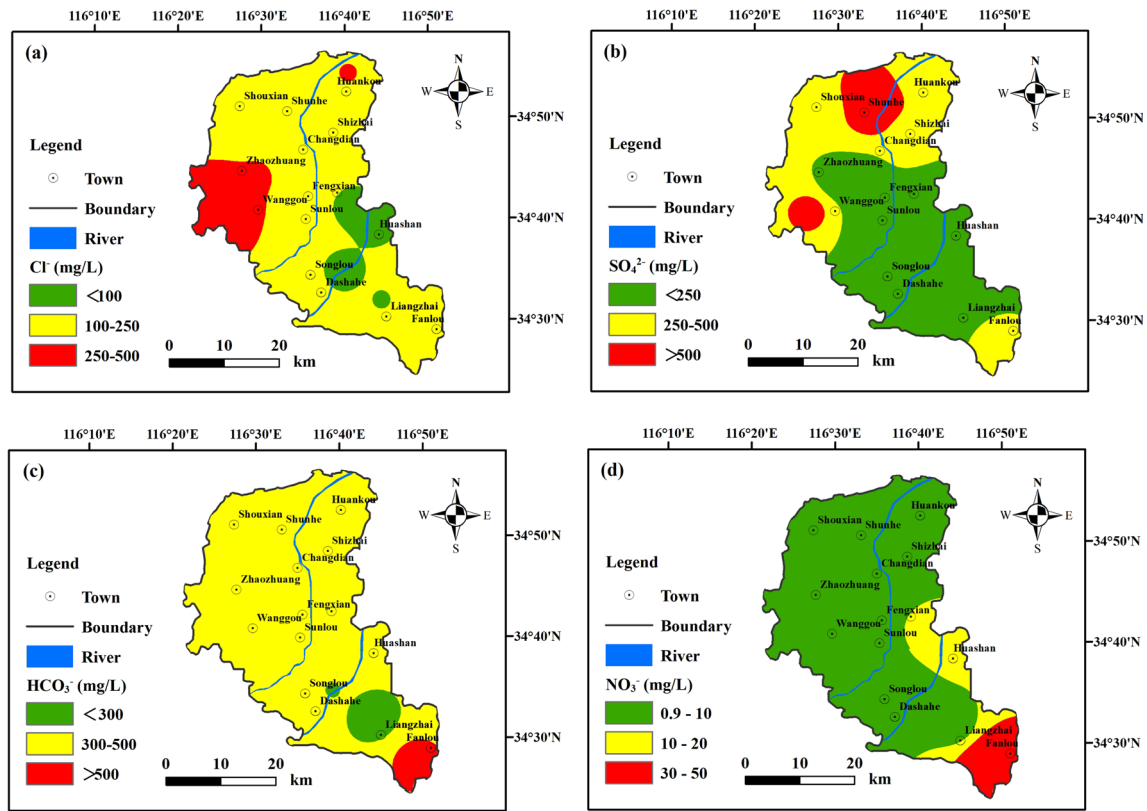 116°10'E 116°20'E 116°30'E 116°40'E 116°50'E
(a)
N
W E
S
Huankou
Shouxian
Shunhe
Shizhai
Changdian
Zhaozhuang
Fengxian
Wanggou
Sunlou
Huashan
Songlou
Dashahe
Liangzhai
Fanlou
34°50'N
34°40'N
34°30'N
Legend
Town
Boundary
River
Cl⁻ (mg/L)
<100
100-250
250-500
0 10 20
km
116°10'E 116°20'E 116°30'E 116°40'E 116°50'E
(b)
N
W E
S
Huankou
Shouxian
Shunhe
Shizhai
Changdian
Zhaozhuang
Fengxian
Wanggou
Sunlou
Huashan
Songlou
Dashahe
Liangzhai
Fanlou
34°50'N
34°40'N
34°30'N
Legend
Town
Boundary
River
SO₄²⁻ (mg/L)
<250
250-500
>500
0 10 20
km
116°10'E 116°20'E 116°30'E 116°40'E 116°50'E
(c)
N
W E
S
Huankou
Shouxian
Shunhe
Shizhai
Changdian
Zhaozhuang
Fengxian
Wanggou
Sunlou
Huashan
Songlou
Dashahe
Liangzhai
Fanlou
34°50'N
34°40'N
34°30'N
Legend
Town
Boundary
River
HCO₃⁻ (mg/L)
<300
300-500
>500
0 10 20
km
116°10'E 116°20'E 116°30'E 116°40'E 116°50'E
(d)
N
W E
S
Huankou
Shouxian
Shunhe
Shizhai
Changdian
Zhaozhuang
Fengxian
Wanggou
Sunlou
Huashan
Songlou
Dashahe
Liangzhai
Fanlou
34°50'N
34°40'N
34°30'N
Legend
Town
Boundary
River
NO₃⁻ (mg/L)
0.9 - 10
10 - 20
30 - 50
0 10 20
km